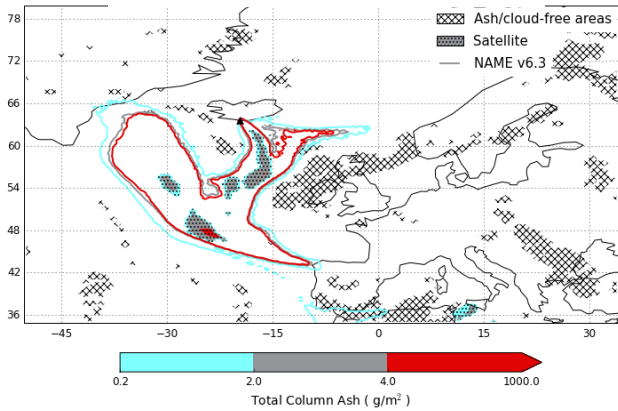 78
72
66
60
54
48
42
36
Ash/cloud-free areas
Satellite
NAME v6.3
−45 −30 −15 0 15 30
0.2 2.0 4.0 1000.0
Total Column Ash ( g/m² )